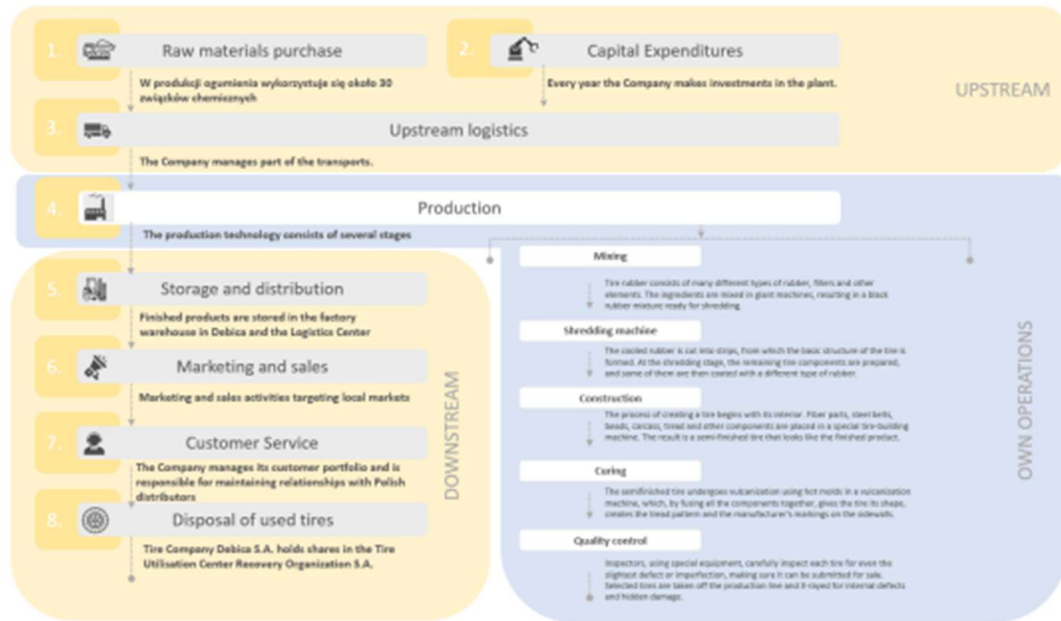 1.
Raw materials purchase
W produkcji ogumienia wykorzystuje się około 30
związków chemicznych
2.
Capital Expenditures
Every year the Company makes investments in the plant.
UPSTREAM
3.
Upstream logistics
The Company manages part of the transports.
4.
Production
The production technology consists of several stages
5.
Storage and distribution
Finished products are stored in the factory
warehouse in Debica and the Logistics Center
6.
Marketing and sales
Marketing and sales activities targeting local markets
7.
Customer Service
The Company manages its customer portfolio and is
responsible for maintaining relationships with Polish
distributors
8.
Disposal of used tires
Tire Company Debica S.A. holds shares in the Tire
Utilisation Center Recovery Organization S.A.
DOWNSTREAM
Mixing
Tire rubber consists of many different types of rubber, fillers and other
elements. The ingredients are mixed in giant machines, resulting in a black
rubber mixture ready for shredding.
Shredding machine
The cooled rubber is cut into strips, from which the basic structure of the tire is
formed. At the shredding stage, the remaining tire components are prepared,
and some of them are then coated with a different type of rubber.
Construction
The process of creating a tire begins with its interior. Fiber parts, steel belts,
beads, carcass, tread and other components are placed in a special tire-building
machine. The result is a semi-finished tire that looks like the finished product.
Curing
The semifinished tire undergoes vulcanization using hot molds in a vulcanization
machine, which, by fusing all the components together, gives the tire its shape,
creates the tread pattern and the manufacturer's markings on the sidewalls.
Quality control
Inspectors, using special equipment, carefully inspect each tire for even the
slightest defect or imperfection, making sure it can be submitted for sale.
Selected tires are taken off the production line and X-rayed for internal defects
and hidden damage.
OWN OPERATIONS